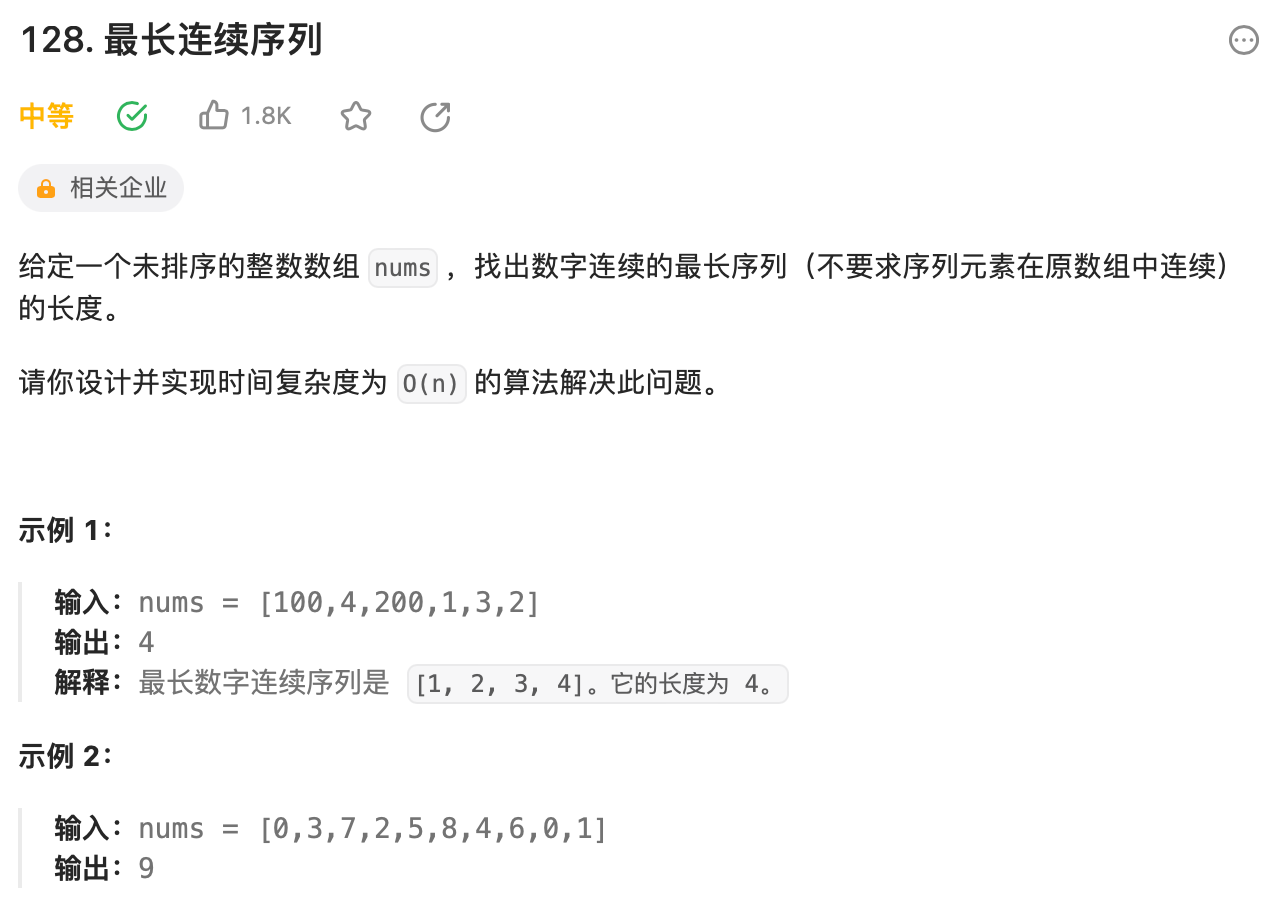 128. 最长连续序列
中等 1.8K
相关企业
给定一个未排序的整数数组 nums ，找出数字连续的最长序列（不要求序列元素在原数组中连续）
的长度。
请你设计并实现时间复杂度为 O(n) 的算法解决此问题。
示例 1：
输入：nums = [100,4,200,1,3,2]
输出：4
解释：最长数字连续序列是 [1, 2, 3, 4]。它的长度为 4。
示例 2：
输入：nums = [0,3,7,2,5,8,4,6,0,1]
输出：9